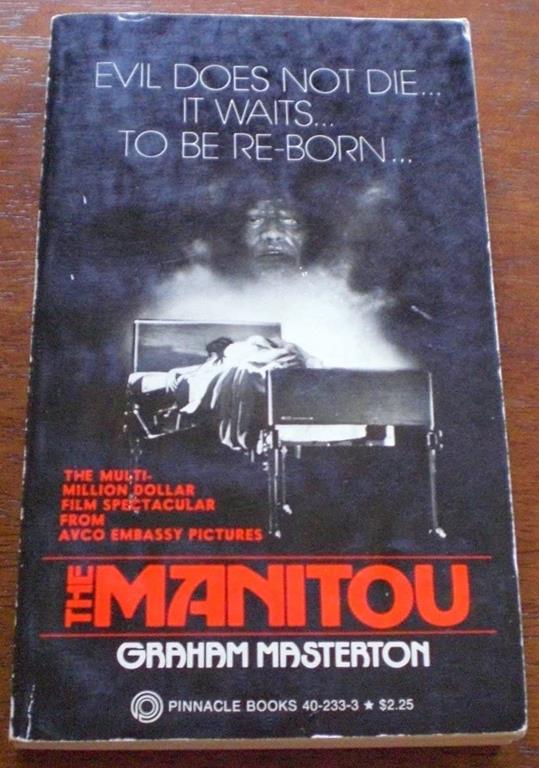 EVIL DOES NOT DIE...
IT WAITS...
TO BE RE-BORN...
THE MULTI-
MILLION DOLLAR
FILM SPECTACULAR
FROM
AVCO EMBASSY PICTURES
THE MANITOU
GRAHAM MASTERTON
PINNACLE BOOKS 40-233-3 ★ $2.25